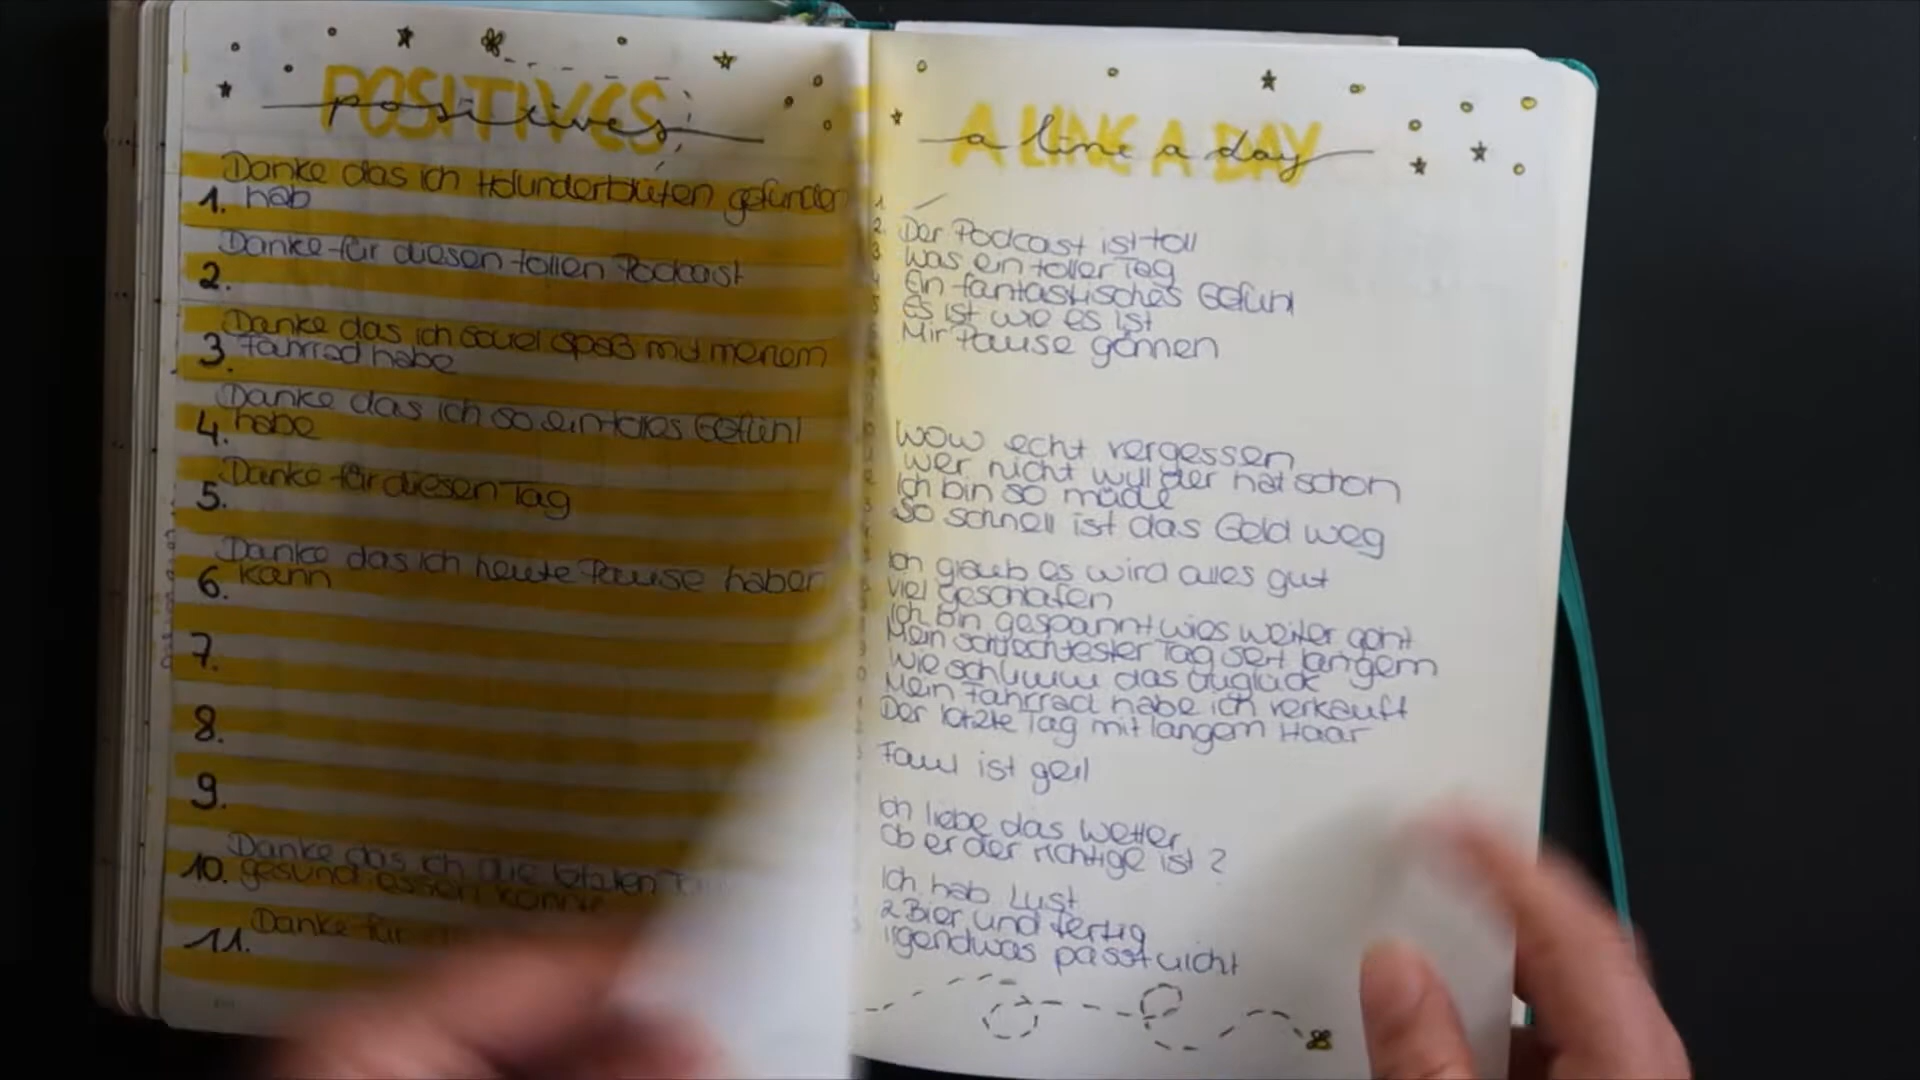 POSITIVES
positives
Danke das ich Holunderblüten gefunden
1. hab
Danke für diesen tollen Podcast
2.
Danke das ich soviel Spaß mit meinem
3. Fahrrad habe
Danke das ich so ein tolles Gefühl
4. habe
Danke für diesen Tag
5.
Danke das ich heute Pause haben
6. kann
7.
8.
9.
Danke das ich die letzten
10. gesund essen konnte
Danke für
11.
A LINE A DAY
a line a day
1
2. Der Podcast ist toll
3 Was ein toller Tag
Ein fantastisches Gefühl
Es ist wie es ist
Mir Pause gönnen
Wow echt vergessen
Wer nicht will der hat schon
Ich bin so müde
So schnell ist das Geld weg
Ich glaub es wird alles gut
Viel geschafen
Ich bin gespannt wies weiter geht
Mein schlechtester Tag seit langem
Wie schlimm das
Mein Fahrrad habe ich verkauft
Der letzte Tag mit langem Haar
Faul ist geil
Ich liebe das Wetter
Ob er der richtige ist?
Ich hab Lust
2 Bier und fertig
Irgendwas passt nicht